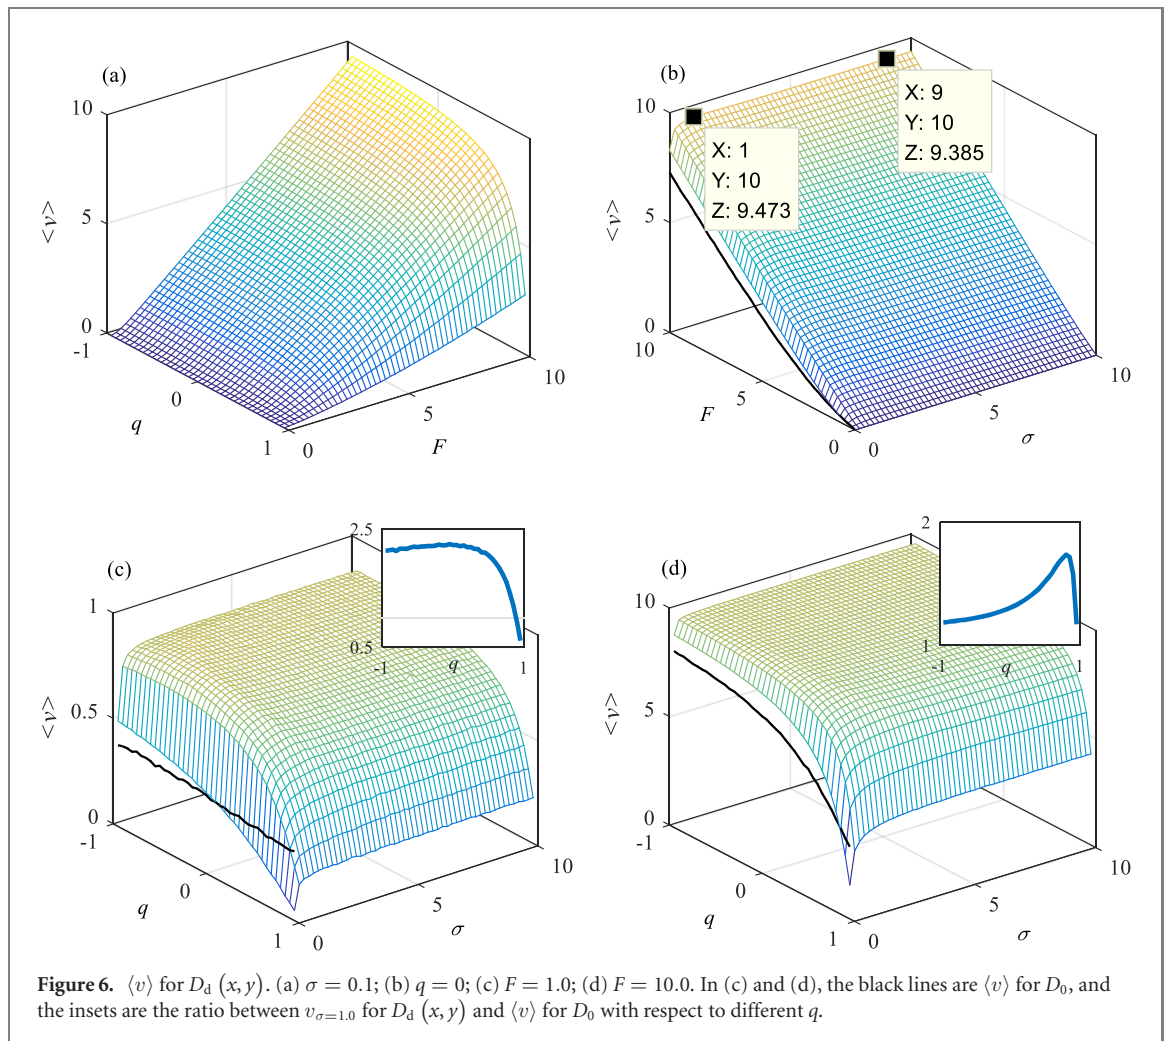 (a)
10
5
0
<v>
-1
0
1
q
0
5
10
F
(b)
10
5
0
<v>
10
5
0
F
0
5
10
σ
X: 1
Y: 10
Z: 9.473
X: 9
Y: 10
Z: 9.385
(c)
1
0.5
0
<v>
-1
0
1
q
0
5
10
σ
2.5
0.5
-1
q
1
(d)
10
5
0
<v>
-1
0
1
q
0
5
10
σ
2
1
-1
q
1
Figure 6. ⟨v⟩ for D_d (x, y). (a) σ = 0.1; (b) q = 0; (c) F = 1.0; (d) F = 10.0. In (c) and (d), the black lines are ⟨v⟩ for D_0, and
the insets are the ratio between v_{σ=1.0} for D_d (x, y) and ⟨v⟩ for D_0 with respect to different q.